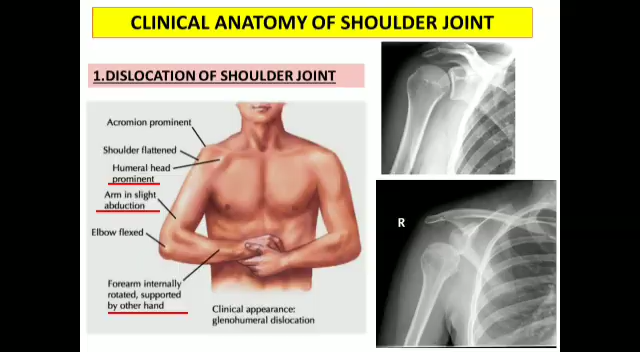 CLINICAL ANATOMY OF SHOULDER JOINT
1.DISLOCATION OF SHOULDER JOINT
Acromion prominent
Shoulder flattened
Humeral head
prominent
Arm in slight
abduction
Elbow flexed
Forearm internally
rotated, supported
by other hand
Clinical appearance:
glenohumeral dislocation
R